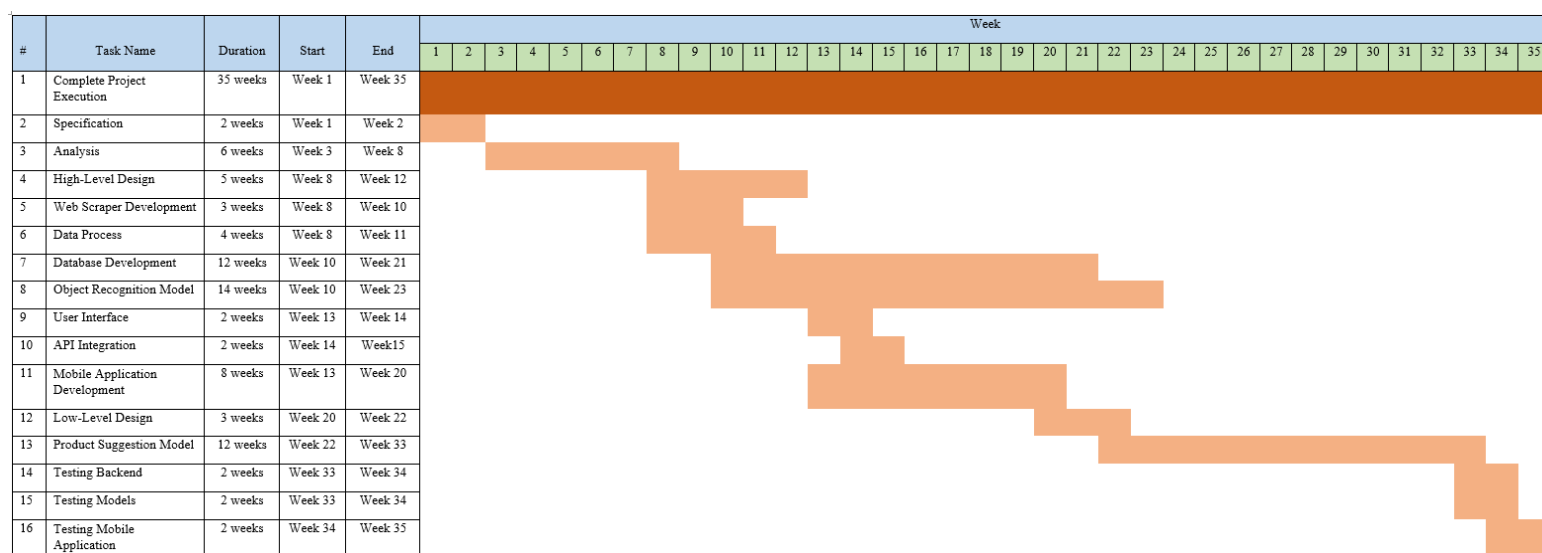 Week
# Task Name Duration Start End 1 2 3 4 5 6 7 8 9 10 11 12 13 14 15 16 17 18 19 20 21 22 23 24 25 26 27 28 29 30 31 32 33 34 35
1 Complete Project 35 weeks Week 1 Week 35
Execution
2 Specification 2 weeks Week 1 Week 2
3 Analysis 6 weeks Week 3 Week 8
4 High-Level Design 5 weeks Week 8 Week 12
5 Web Scraper Development 3 weeks Week 8 Week 10
6 Data Process 4 weeks Week 8 Week 11
7 Database Development 12 weeks Week 10 Week 21
8 Object Recognition Model 14 weeks Week 10 Week 23
9 User Interface 2 weeks Week 13 Week 14
10 API Integration 2 weeks Week 14 Week15
11 Mobile Application 8 weeks Week 13 Week 20
Development
12 Low-Level Design 3 weeks Week 20 Week 22
13 Product Suggestion Model 12 weeks Week 22 Week 33
14 Testing Backend 2 weeks Week 33 Week 34
15 Testing Models 2 weeks Week 33 Week 34
16 Testing Mobile 2 weeks Week 34 Week 35
Application